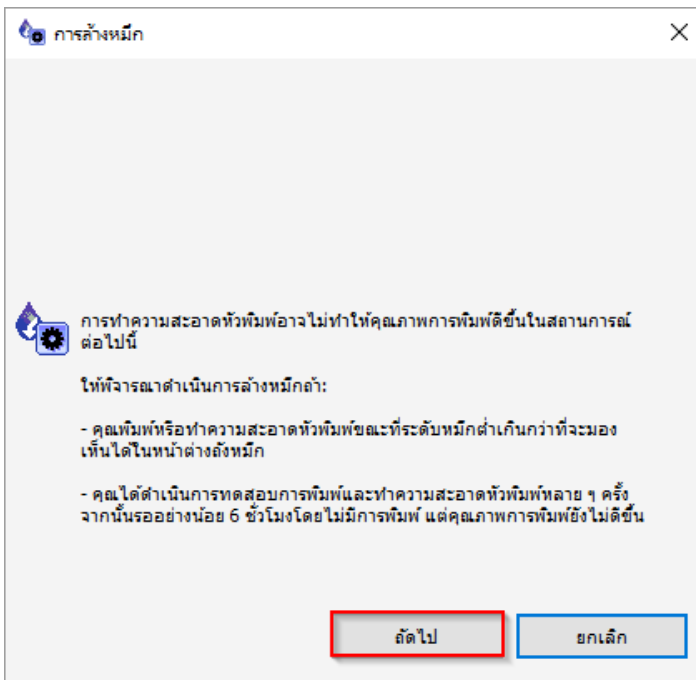 การล้างหมึก
การทำความสะอาดหัวพิมพ์อาจไม่ทำให้คุณภาพการพิมพ์ดีขึ้นในสถานการณ์
ต่อไปนี้
ให้พิจารณาดำเนินการล้างหมึกถ้า:
- คุณพิมพ์หรือทำความสะอาดหัวพิมพ์ขณะที่ระดับหมึกต่ำเกินกว่าที่จะมอง
เห็นได้ในหน้าต่างถังหมึก
- คุณได้ดำเนินการทดสอบการพิมพ์และทำความสะอาดหัวพิมพ์หลาย ๆ ครั้ง
จากนั้นรออย่างน้อย 6 ชั่วโมงโดยไม่มีการพิมพ์ แต่คุณภาพการพิมพ์ยังไม่ดีขึ้น
ถัดไป
ยกเลิก